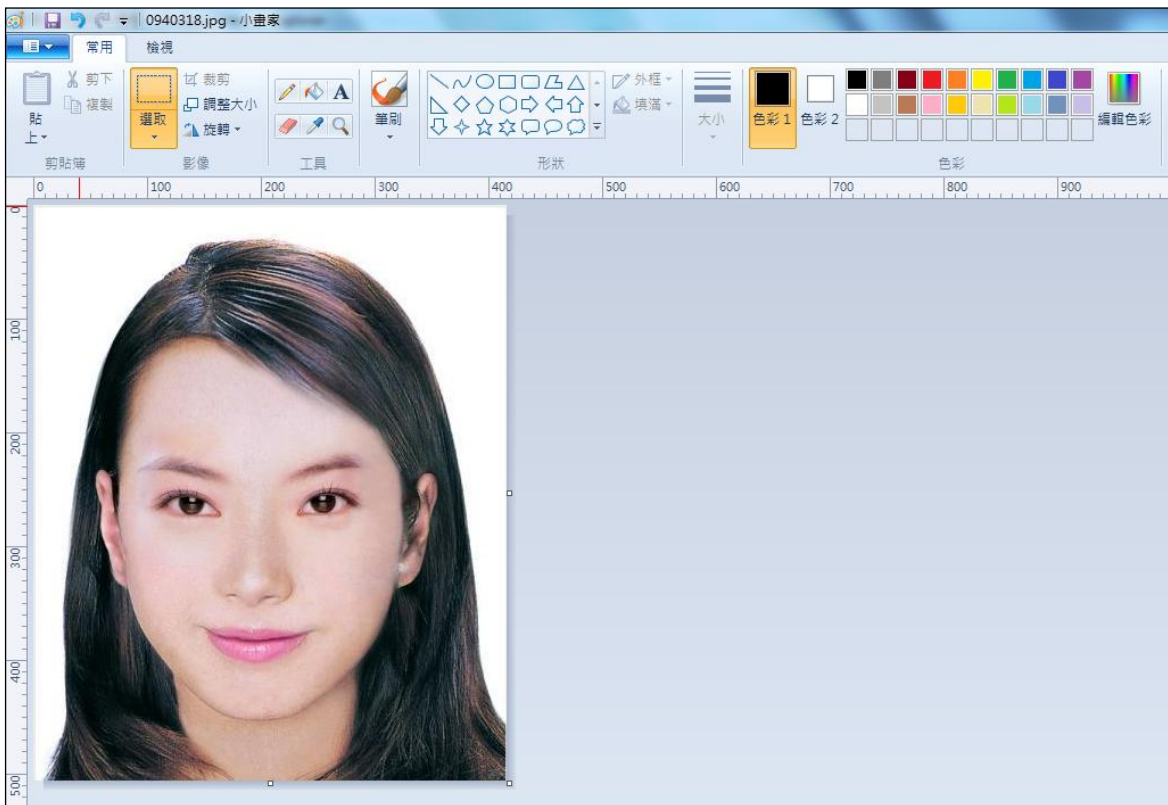 0940318.jpg - 小畫家
常用 檢視
剪下 裁剪 外框
複製 調整大小 A 填滿
貼上 選取 旋轉 筆刷 大小 色彩 1 色彩 2 編輯色彩
剪貼簿 影像 工具 形狀 色彩
0 100 200 300 400 500 600 700 800 900
0
100
200
300
400
500